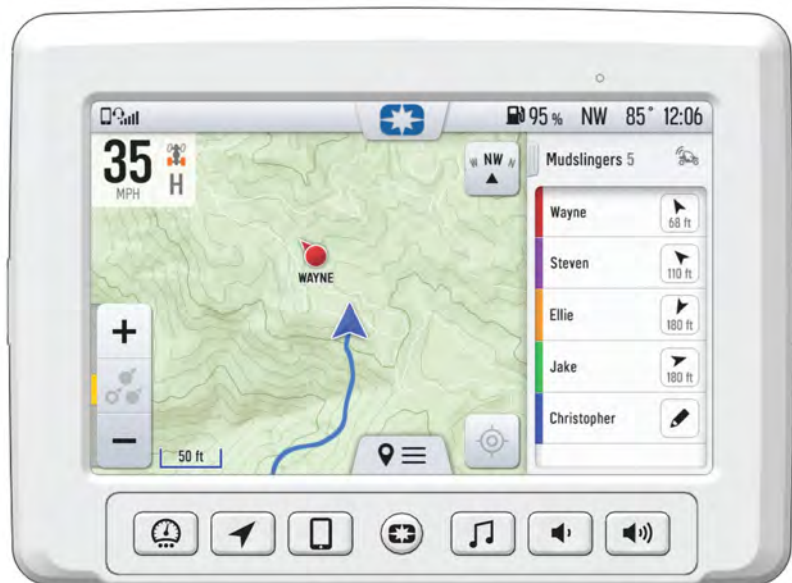 95 % NW 85° 12:06
35
MPH
H
W NW N
Mudslingers 5
Wayne
68 ft
Steven
110 ft
Ellie
180 ft
Jake
180 ft
Christopher
WAYNE
50 ft